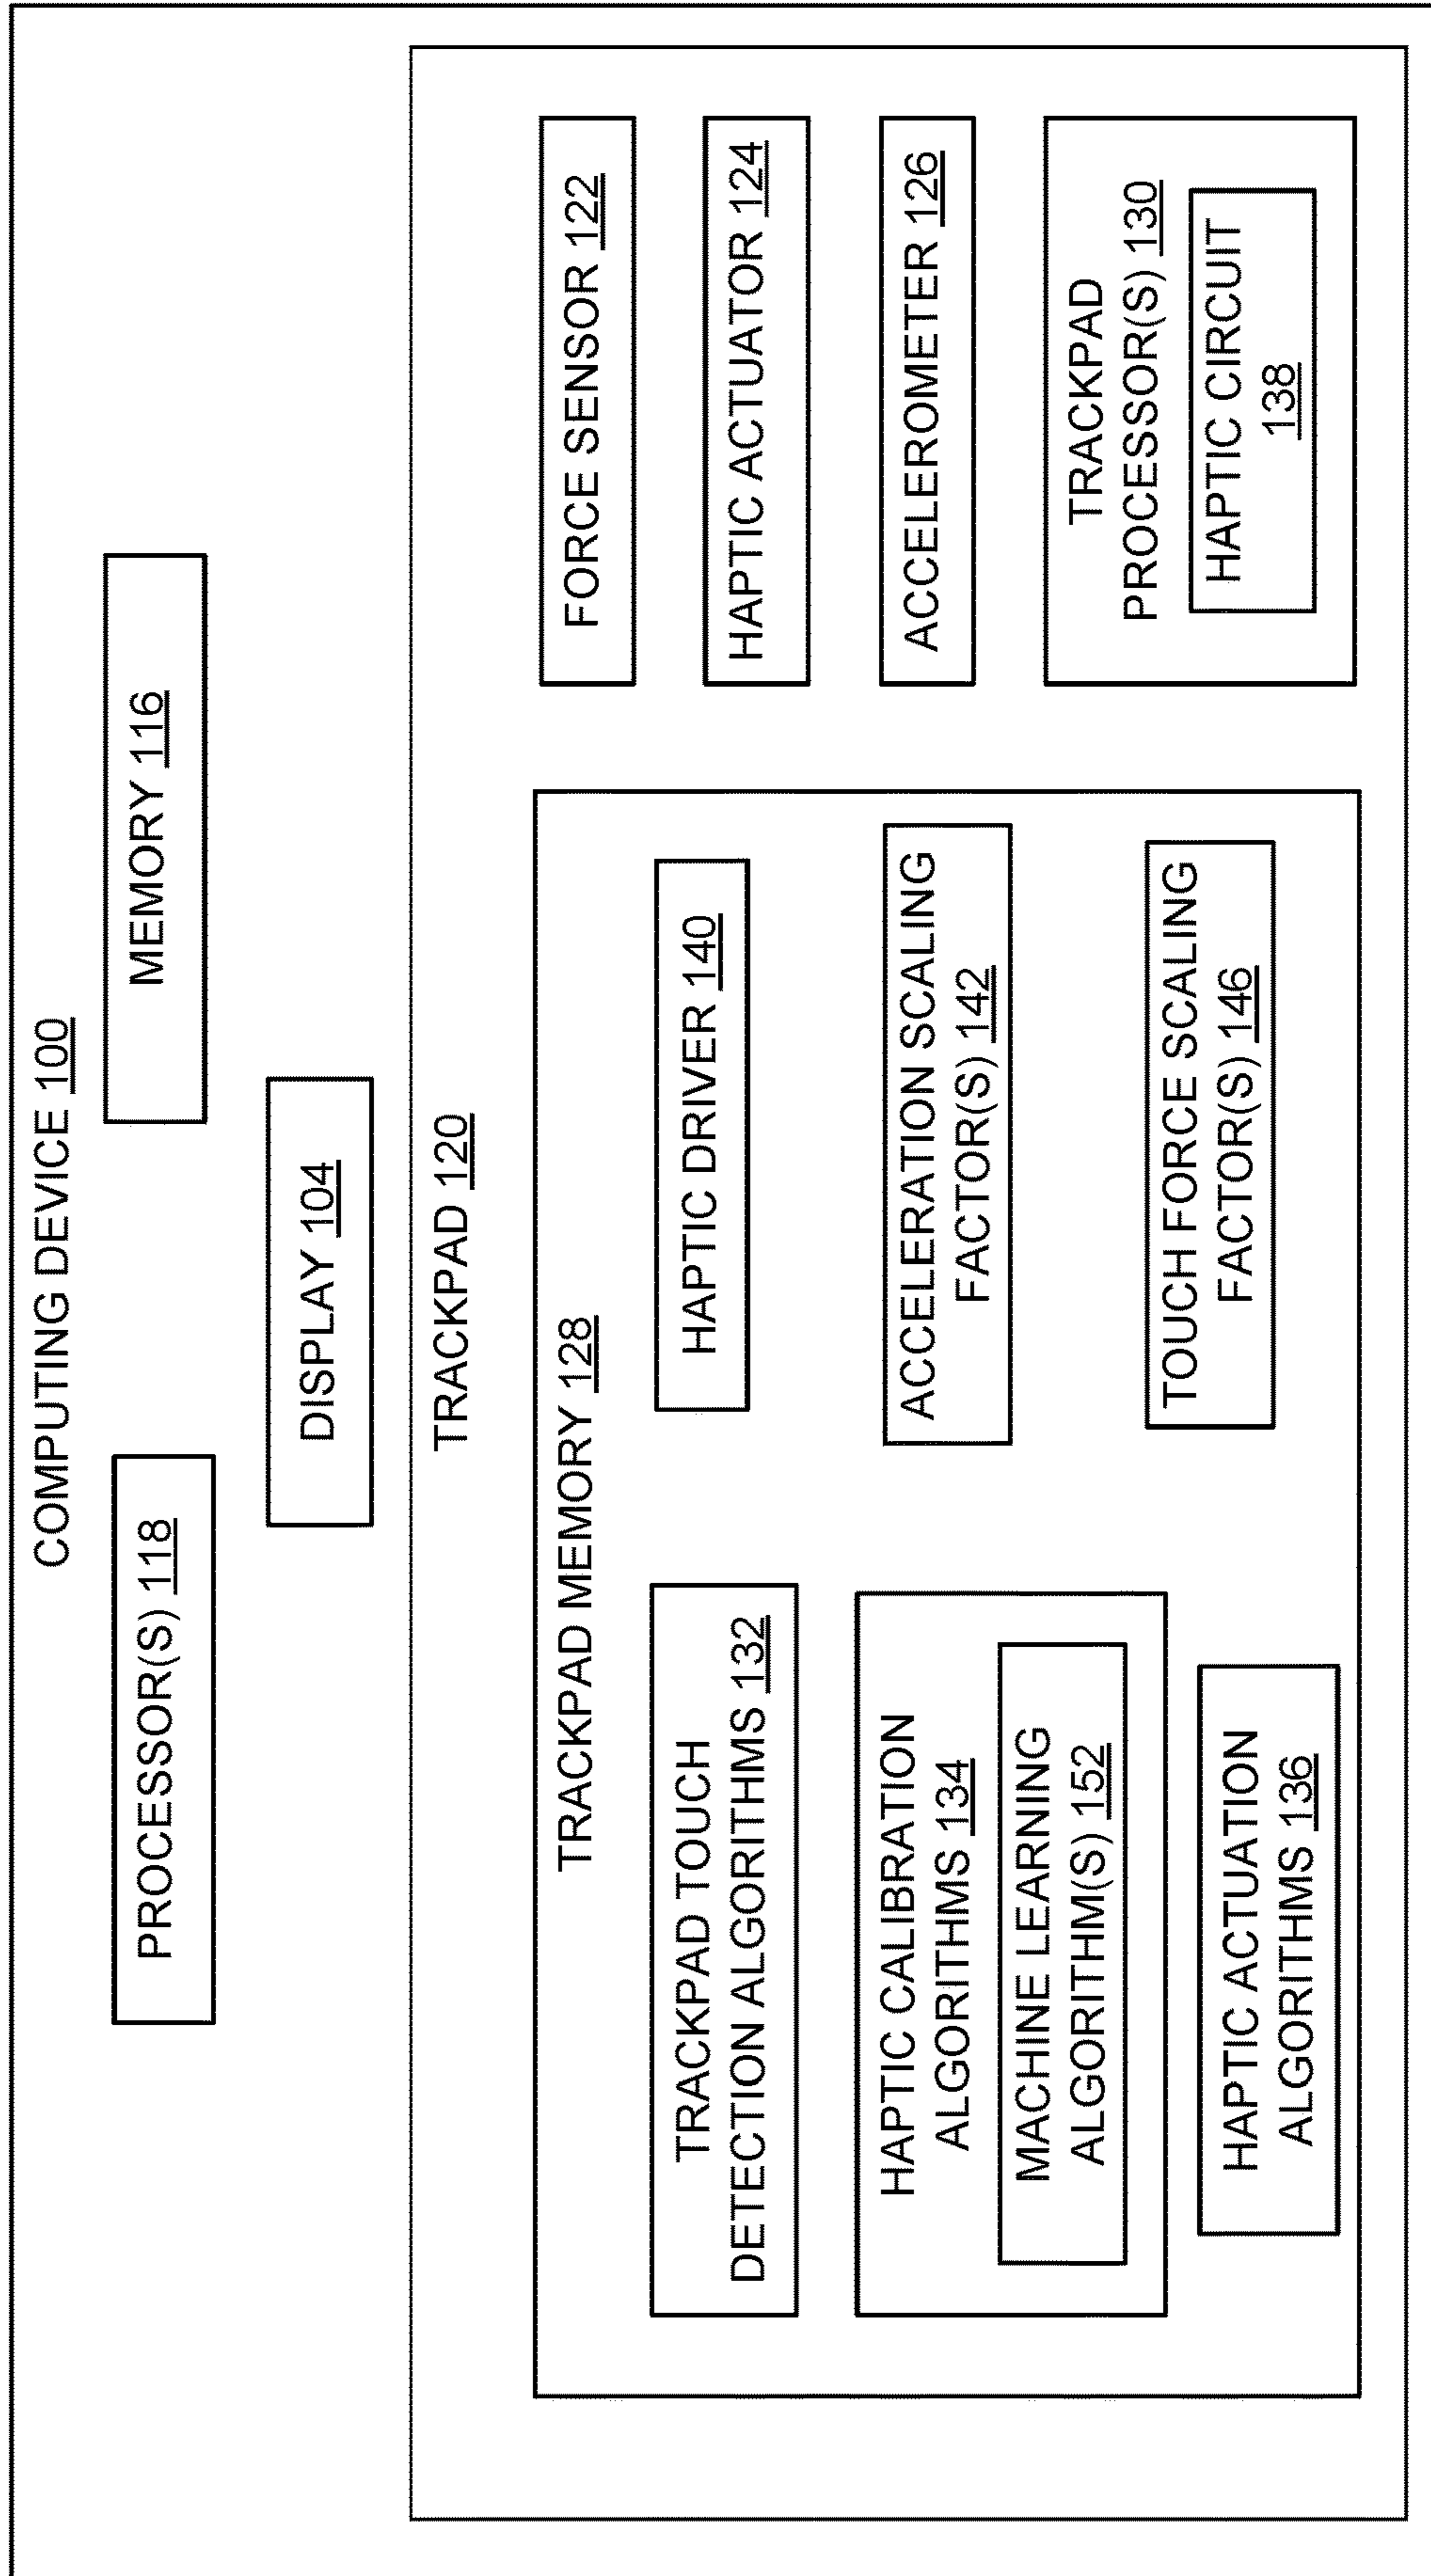 COMPUTING DEVICE 100
PROCESSOR(S) 118
MEMORY 116
DISPLAY 104
TRACKPAD 120
TRACKPAD MEMORY 128
TRACKPAD TOUCH
DETECTION ALGORITHMS 132
HAPTIC CALIBRATION
ALGORITHMS 134
MACHINE LEARNING
ALGORITHM(S) 152
HAPTIC ACTUATION
ALGORITHMS 136
HAPTIC DRIVER 140
ACCELERATION SCALING
FACTOR(S) 142
TOUCH FORCE SCALING
FACTOR(S) 146
FORCE SENSOR 122
HAPTIC ACTUATOR 124
ACCELEROMETER 126
TRACKPAD
PROCESSOR(S) 130
HAPTIC CIRCUIT
138